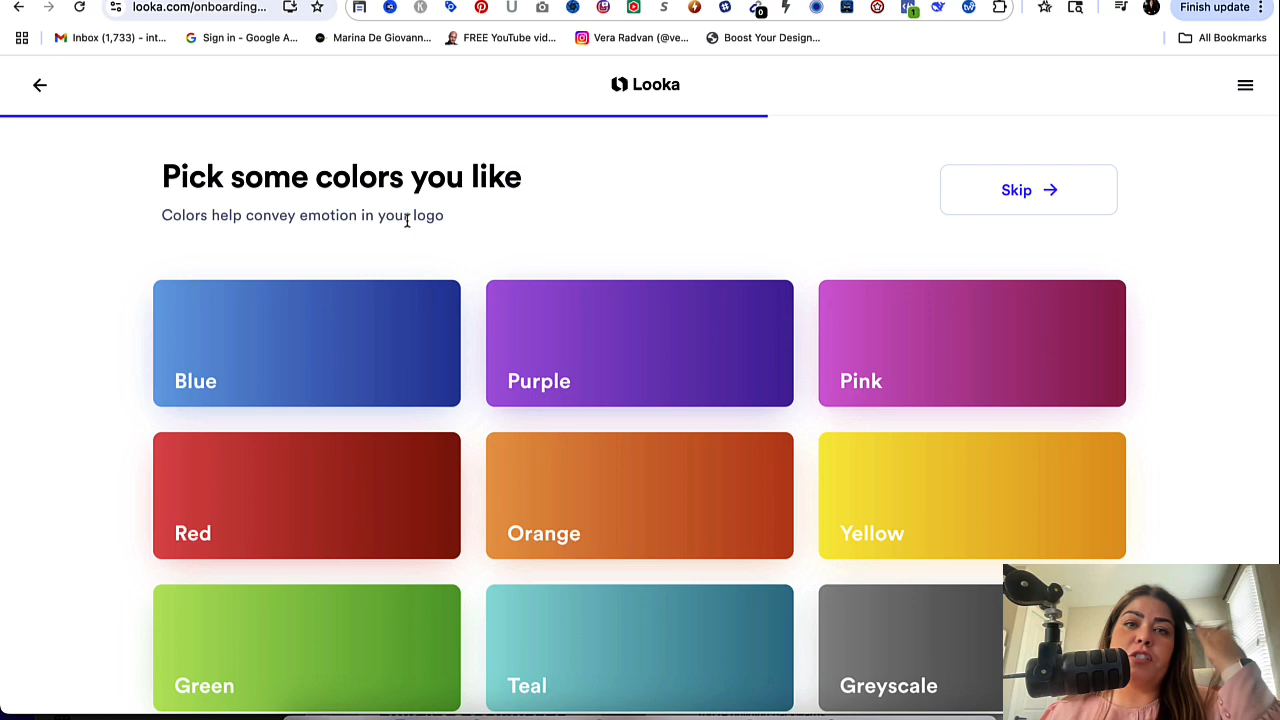 looka.com/onboarding...
Finish update
Inbox (1,733) - int...
Sign in - Google A...
Marina De Giovann...
FREE YouTube vid...
Vera Radvan (@ve...
Boost Your Design...
All Bookmarks
Looka
Pick some colors you like
Skip
Colors help convey emotion in your logo
Blue
Purple
Pink
Red
Orange
Yellow
Green
Teal
Greyscale